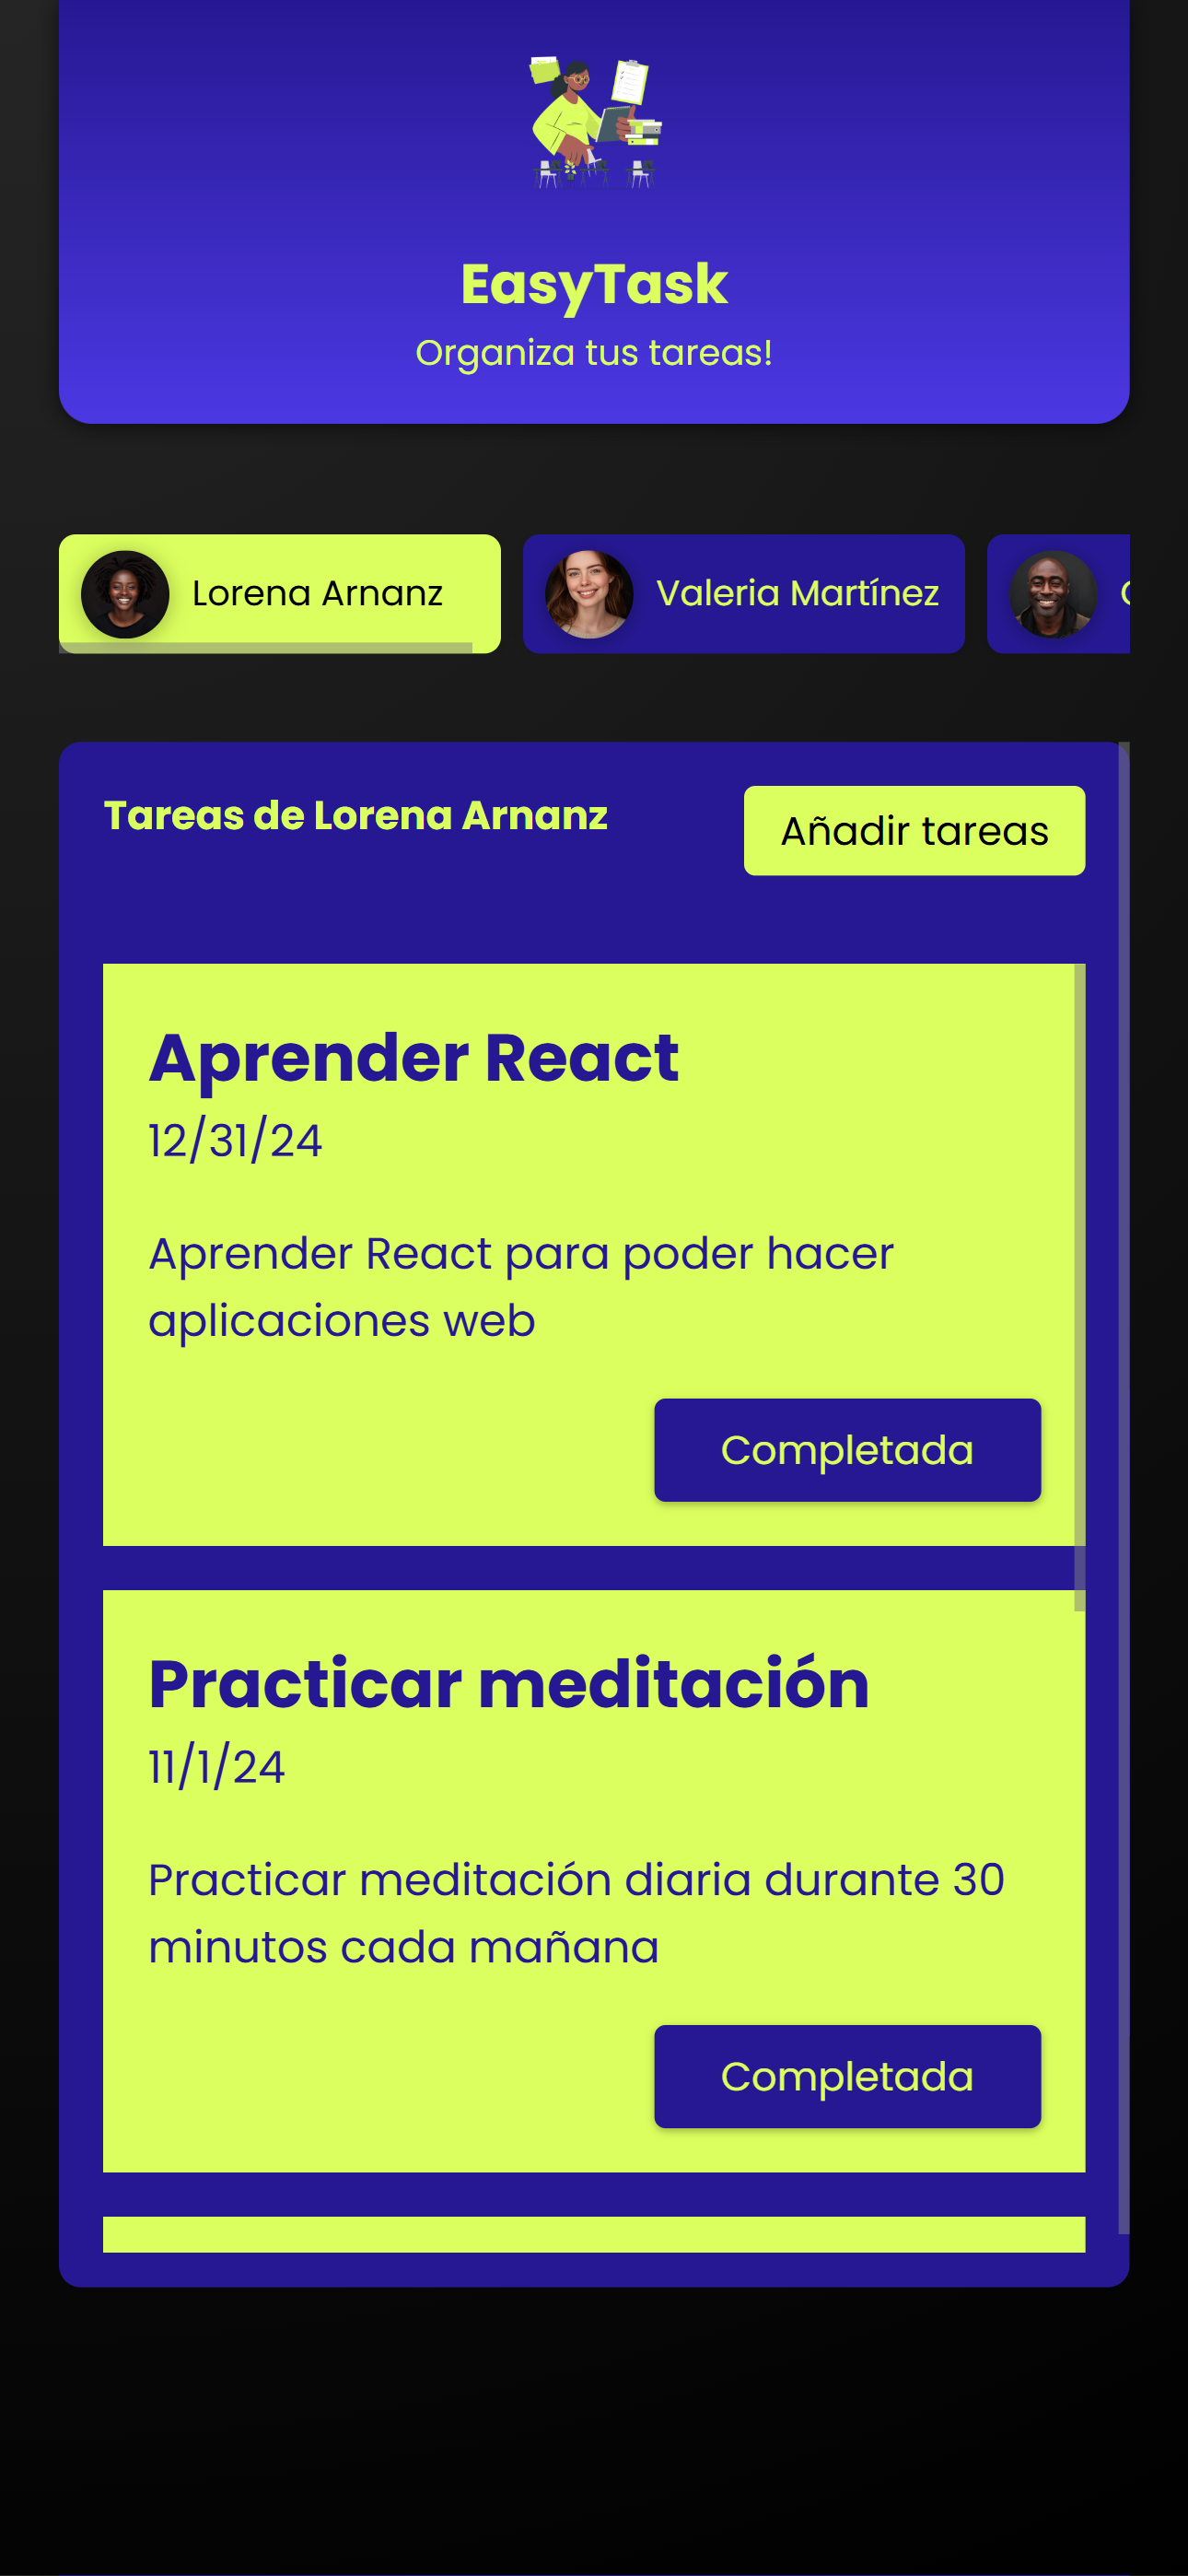 EasyTask
Organiza tus tareas!
Lorena Arnanz
Valeria Martínez
Tareas de Lorena Arnanz
Añadir tareas
Aprender React
12/31/24
Aprender React para poder hacer
aplicaciones web
Completada
Practicar meditación
11/1/24
Practicar meditación diaria durante 30
minutos cada mañana
Completada